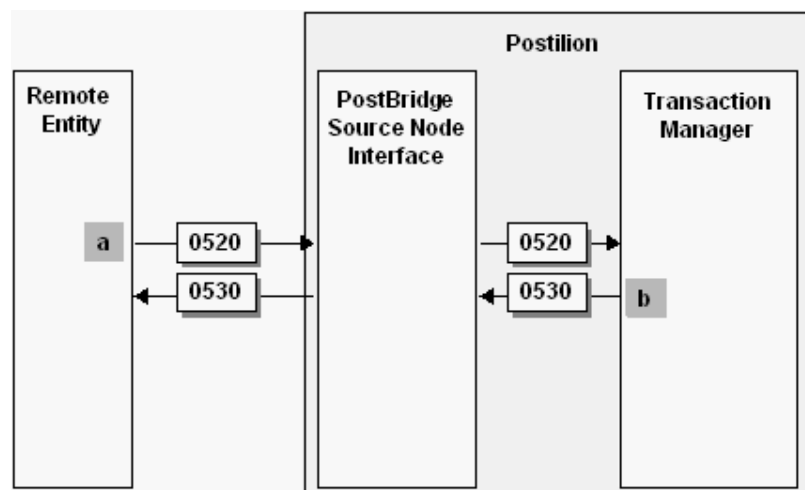 Postilion
Remote
Entity
PostBridge
Source Node
Interface
Transaction
Manager
a
0520
0520
0530
0530
b